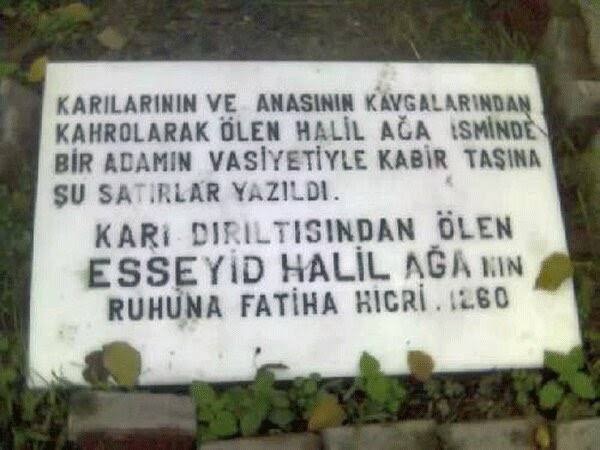 KARILARININ VE ANASININ KAVGALARINDAN
KAHROLARAK ÖLEN HALİL AĞA İSMİNDE
BİR ADAMIN VASİYETİYLE KABİR TAŞINA
ŞU SATIRLAR YAZILDI.
KARI DIRILTISINDAN ÖLEN
ESSEYİD HALİL AĞA NIN
RUHUNA FATİHA HİCRİ. 1260